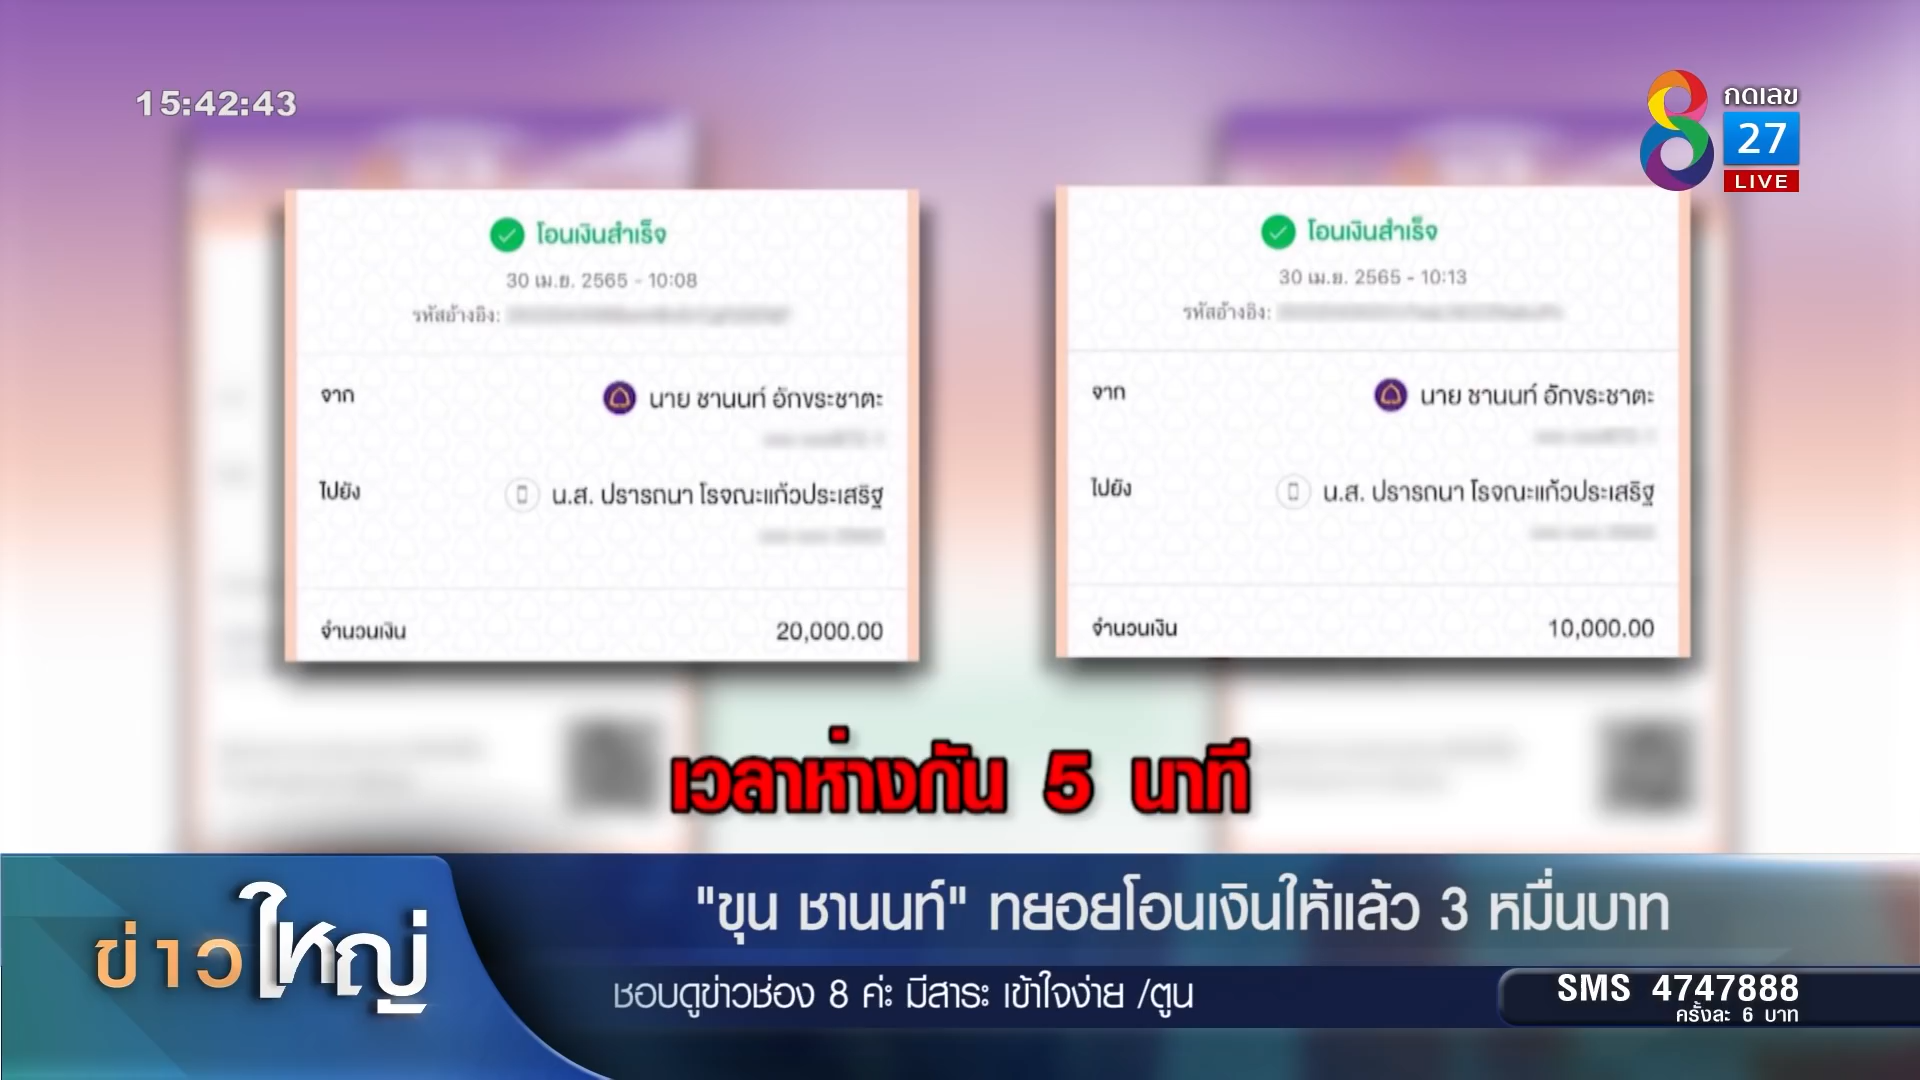 15:42:43
กดเลข
27
LIVE
โอนเงินสำเร็จ
30 เม.ย. 2565 - 10:08
รหัสอ้างอิง:
จาก
นาย ชานนท์ อักขระชาตะ
ไปยัง
น.ส. ปรารถนา โรจณะแก้วประเสริฐ
จำนวนเงิน
20,000.00
โอนเงินสำเร็จ
30 เม.ย. 2565 - 10:13
รหัสอ้างอิง:
จาก
นาย ชานนท์ อักขระชาตะ
ไปยัง
น.ส. ปรารถนา โรจณะแก้วประเสริฐ
จำนวนเงิน
10,000.00
เวลาห่างกัน 5 นาที
ข่าวใหญ่
"ขุน ชานนท์" ทยอยโอนเงินให้แล้ว 3 หมื่นบาท
ชอบดูข่าวช่อง 8 ค่ะ มีสาระ เข้าใจง่าย /ตูน
SMS 4747888
ครั้งละ 6 บาท